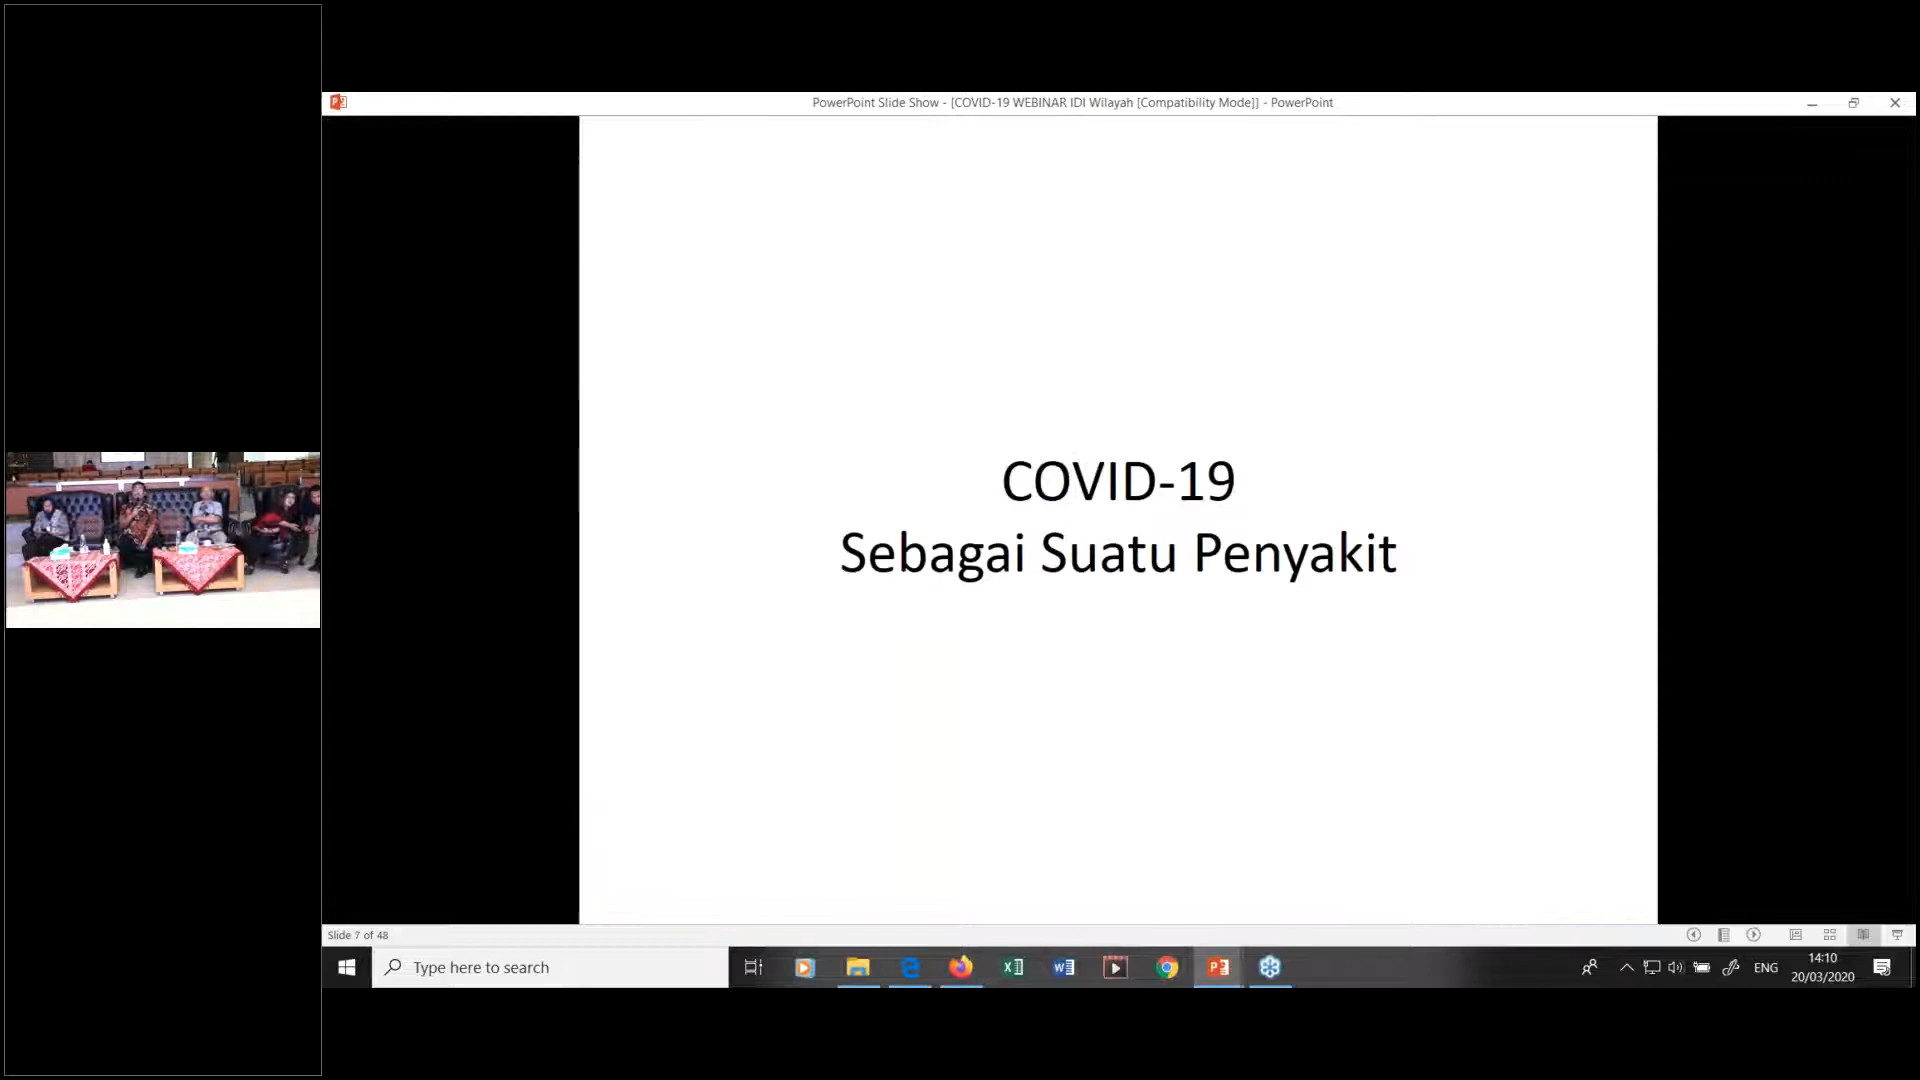 PowerPoint Slide Show - [COVID-19 WEBINAR IDI Wilayah [Compatibility Mode]] - PowerPoint
COVID-19
Sebagai Suatu Penyakit
Slide 7 of 48
Type here to search
ENG
14:10
20/03/2020